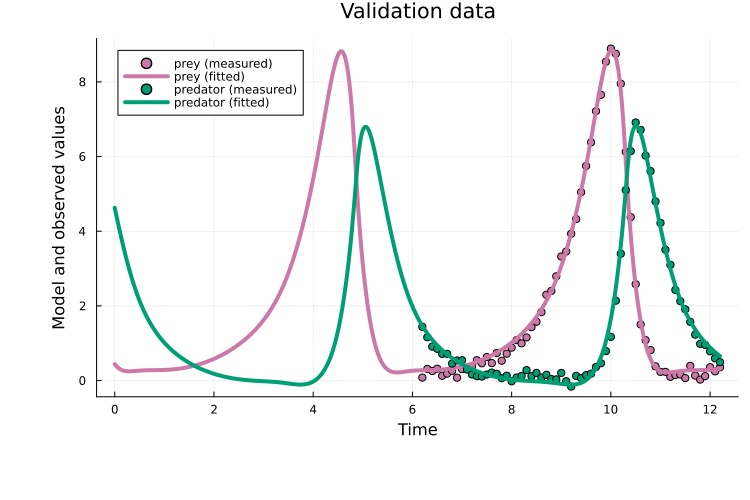 Validation data
prey (measured)
prey (fitted)
predator (measured)
predator (fitted)
Model and observed values
8
6
4
2
0
0 2 4 6 8 10 12
Time